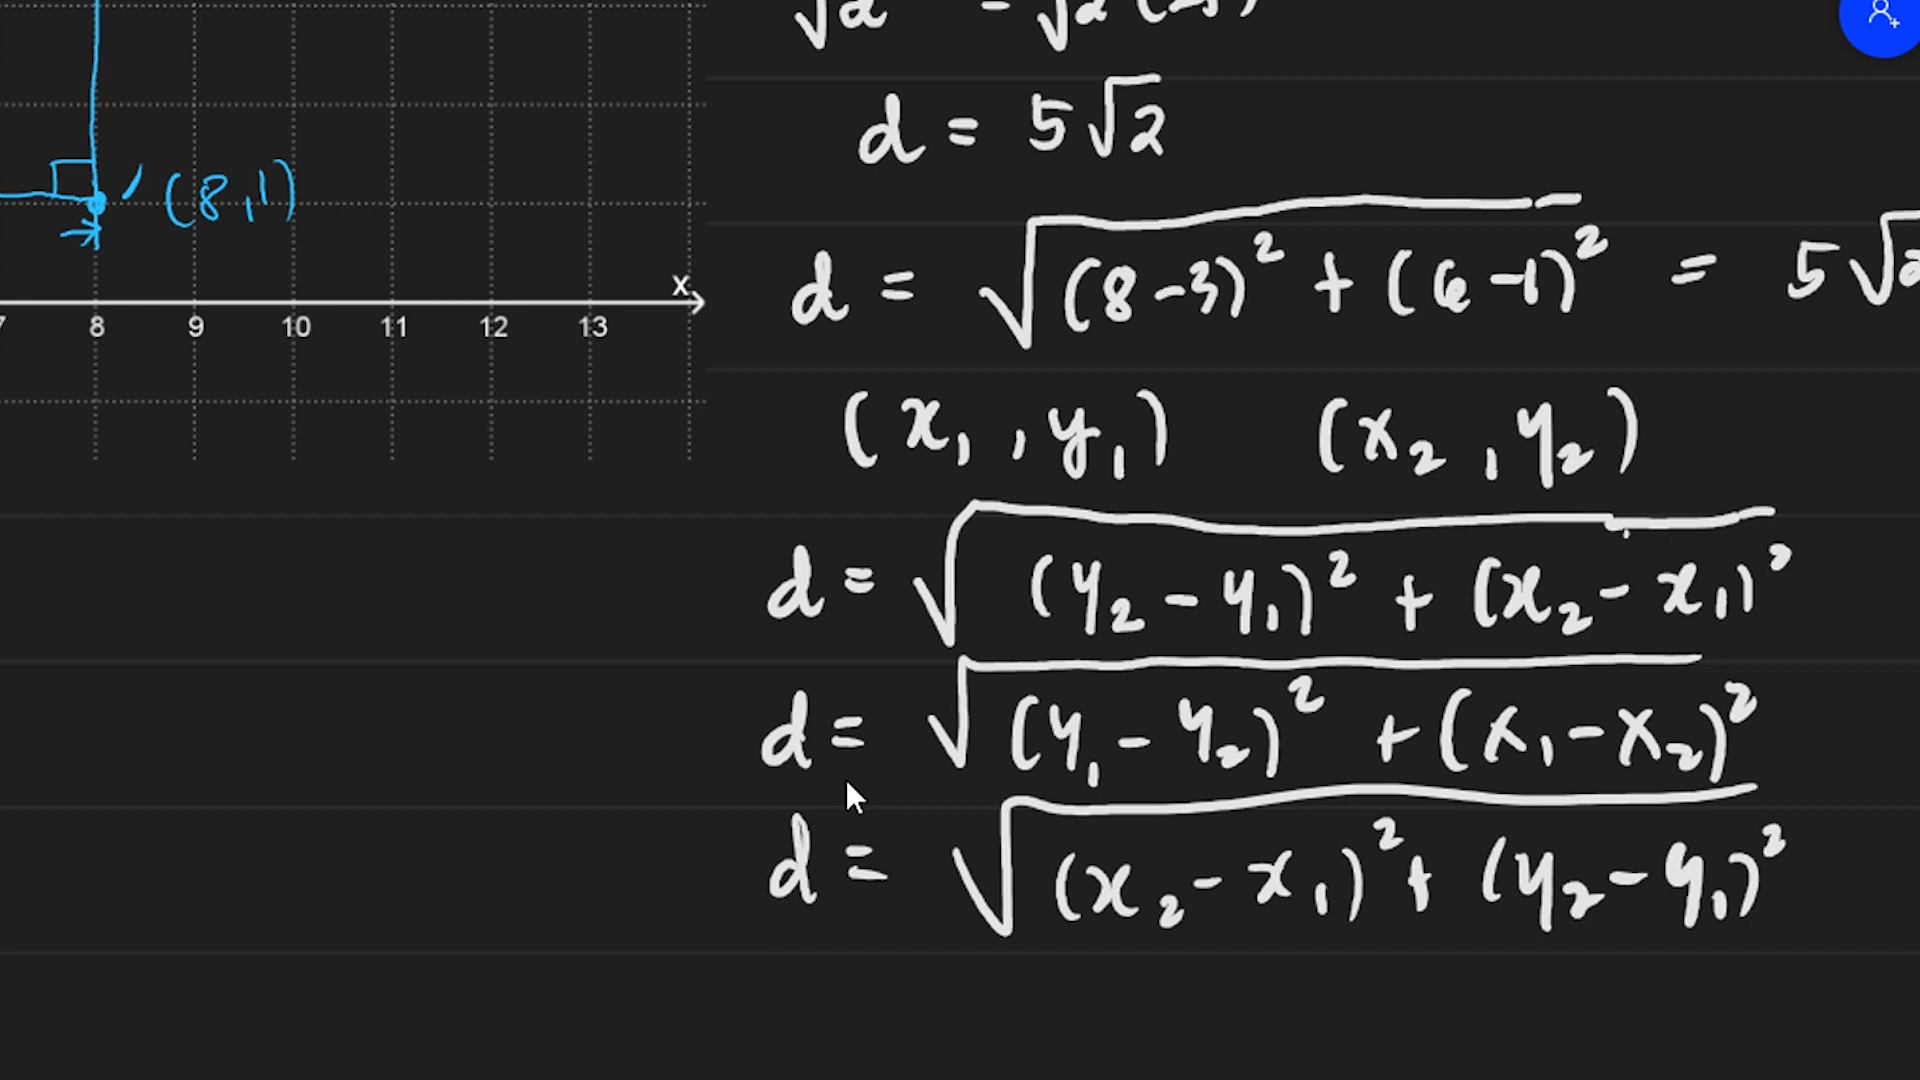 d = 5√2
(8,1)
d = √((8-3)² + (6-1)²) = 5√2
x
7 8 9 10 11 12 13
(x₁, y₁) (x₂, y₂)
d = √((y₂ - y₁)² + (x₂ - x₁)²
d = √((y₁ - y₂)² + (x₁ - x₂)²
d = √((x₂ - x₁)² + (y₂ - y₁)²